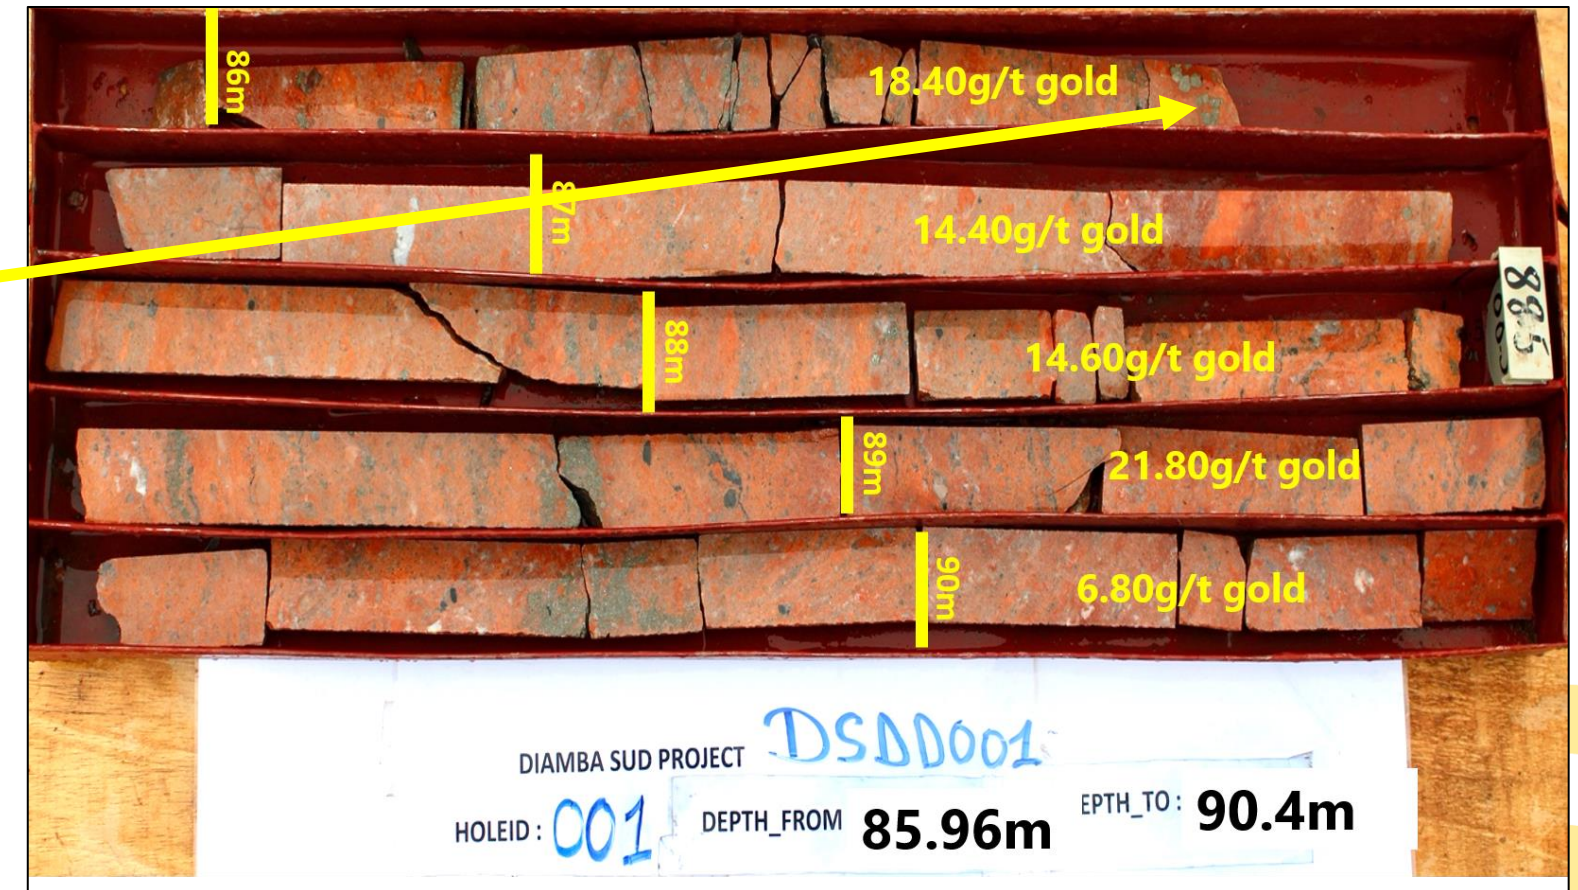 86m
18.40g/t gold
87m
14.40g/t gold
88.5
88m
14.60g/t gold
89m
21.80g/t gold
90m
6.80g/t gold
DIAMBA SUD PROJECT DSDD001
HOLEID : 001 DEPTH_FROM 85.96m EPTH_TO : 90.4m